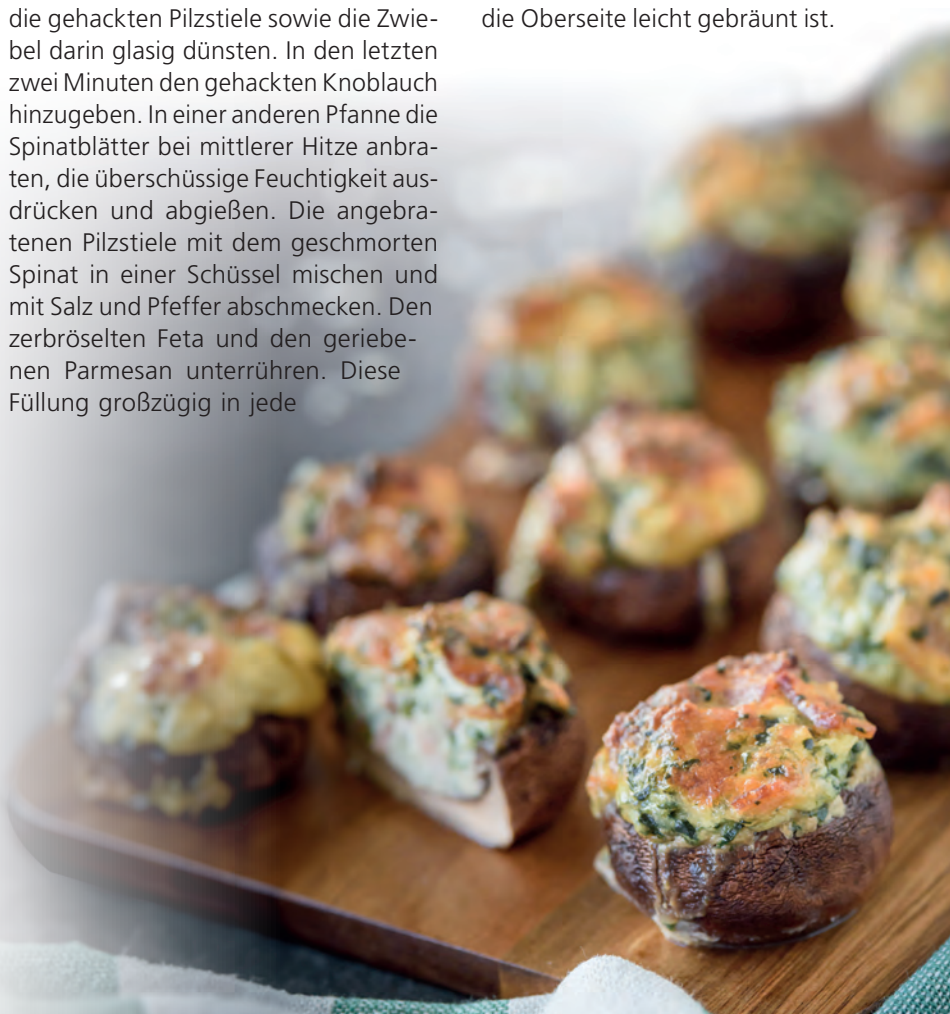 die gehackten Pilzstiele sowie die Zwie-
bel darin glasig dünsten. In den letzten
zwei Minuten den gehackten Knoblauch
hinzugeben. In einer anderen Pfanne die
Spinatblätter bei mittlerer Hitze anbra-
ten, die überschüssige Feuchtigkeit aus-
drücken und abgießen. Die angebra-
tenen Pilzstiele mit dem geschmorten
Spinat in einer Schüssel mischen und
mit Salz und Pfeffer abschmecken. Den
zerbröselten Feta und den geriebe-
nen Parmesan unterrühren. Diese
Füllung großzügig in jede
die Oberseite leicht gebräunt ist.